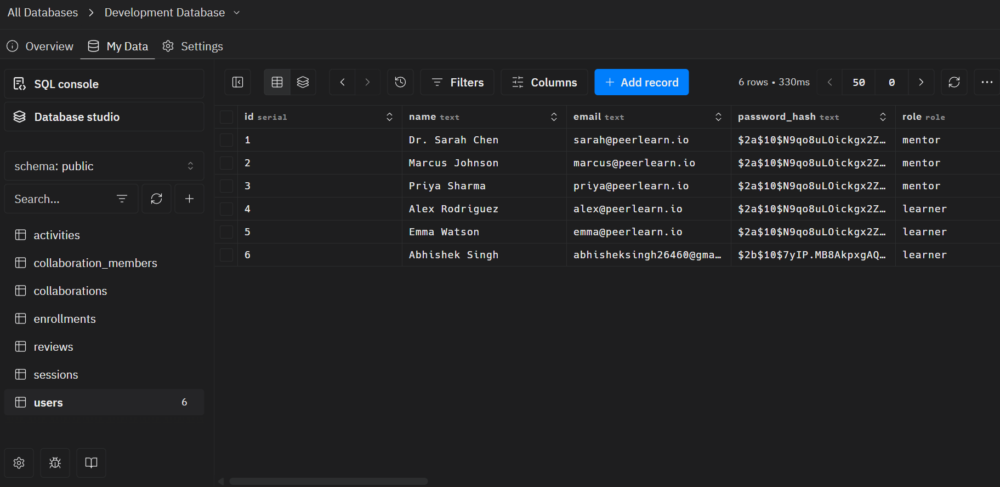 All Databases > Development Database
Overview My Data Settings
SQL console
Database studio
schema: public
Search...
activities
collaboration_members
collaborations
enrollments
reviews
sessions
users 6
Filters Columns + Add record 6 rows • 330ms 50 0
id serial name text email text password_hash text role role
1 Dr. Sarah Chen sarah@peerlearn.io $2a$10$N9qo8uLOickgx2Z… mentor
2 Marcus Johnson marcus@peerlearn.io $2a$10$N9qo8uLOickgx2Z… mentor
3 Priya Sharma priya@peerlearn.io $2a$10$N9qo8uLOickgx2Z… mentor
4 Alex Rodriguez alex@peerlearn.io $2a$10$N9qo8uLOickgx2Z… learner
5 Emma Watson emma@peerlearn.io $2a$10$N9qo8uLOickgx2Z… learner
6 Abhishek Singh abhisheksingh26460@gma… $2b$10$7yIP.MB8AkpxgAQ… learner